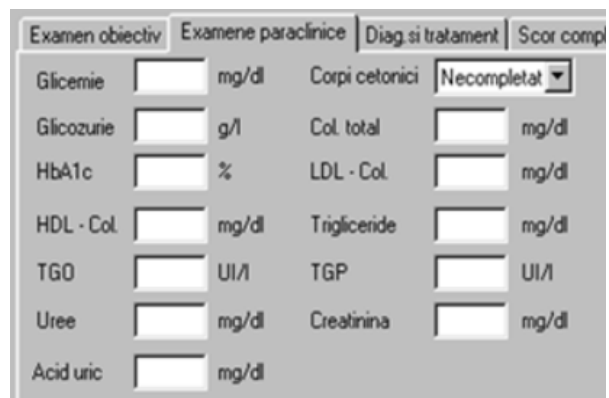 Examen obiectiv Examene paraclinice Diag.si tratament Scor compl
Glicemie mg/dl Corpi cetonici Necompletat
Glicozurie g/l Col. total mg/dl
HbA1c % LDL - Col. mg/dl
HDL - Col. mg/dl Trigliceride mg/dl
TGO UI/l TGP UI/l
Uree mg/dl Creatinina mg/dl
Acid uric mg/dl